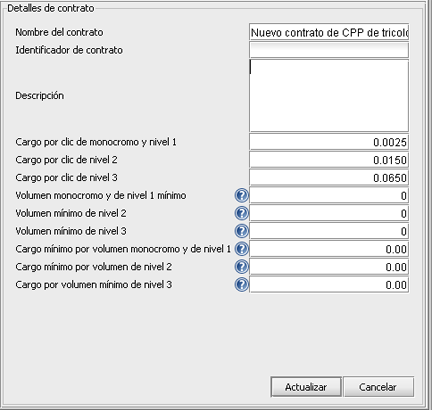 Detalles de contrato
Nombre del contrato Nuevo contrato de CPP de tricolo
Identificador de contrato
Descripción
Cargo por clic de monocromo y nivel 1 0.0025
Cargo por clic de nivel 2 0.0150
Cargo por clic de nivel 3 0.0650
Volumen monocromo y de nivel 1 mínimo ? 0
Volumen mínimo de nivel 2 ? 0
Volumen mínimo de nivel 3 ? 0
Cargo mínimo por volumen monocromo y de nivel 1 ? 0.00
Cargo mínimo por volumen de nivel 2 ? 0.00
Cargo por volumen mínimo de nivel 3 ? 0.00
Actualizar Cancelar